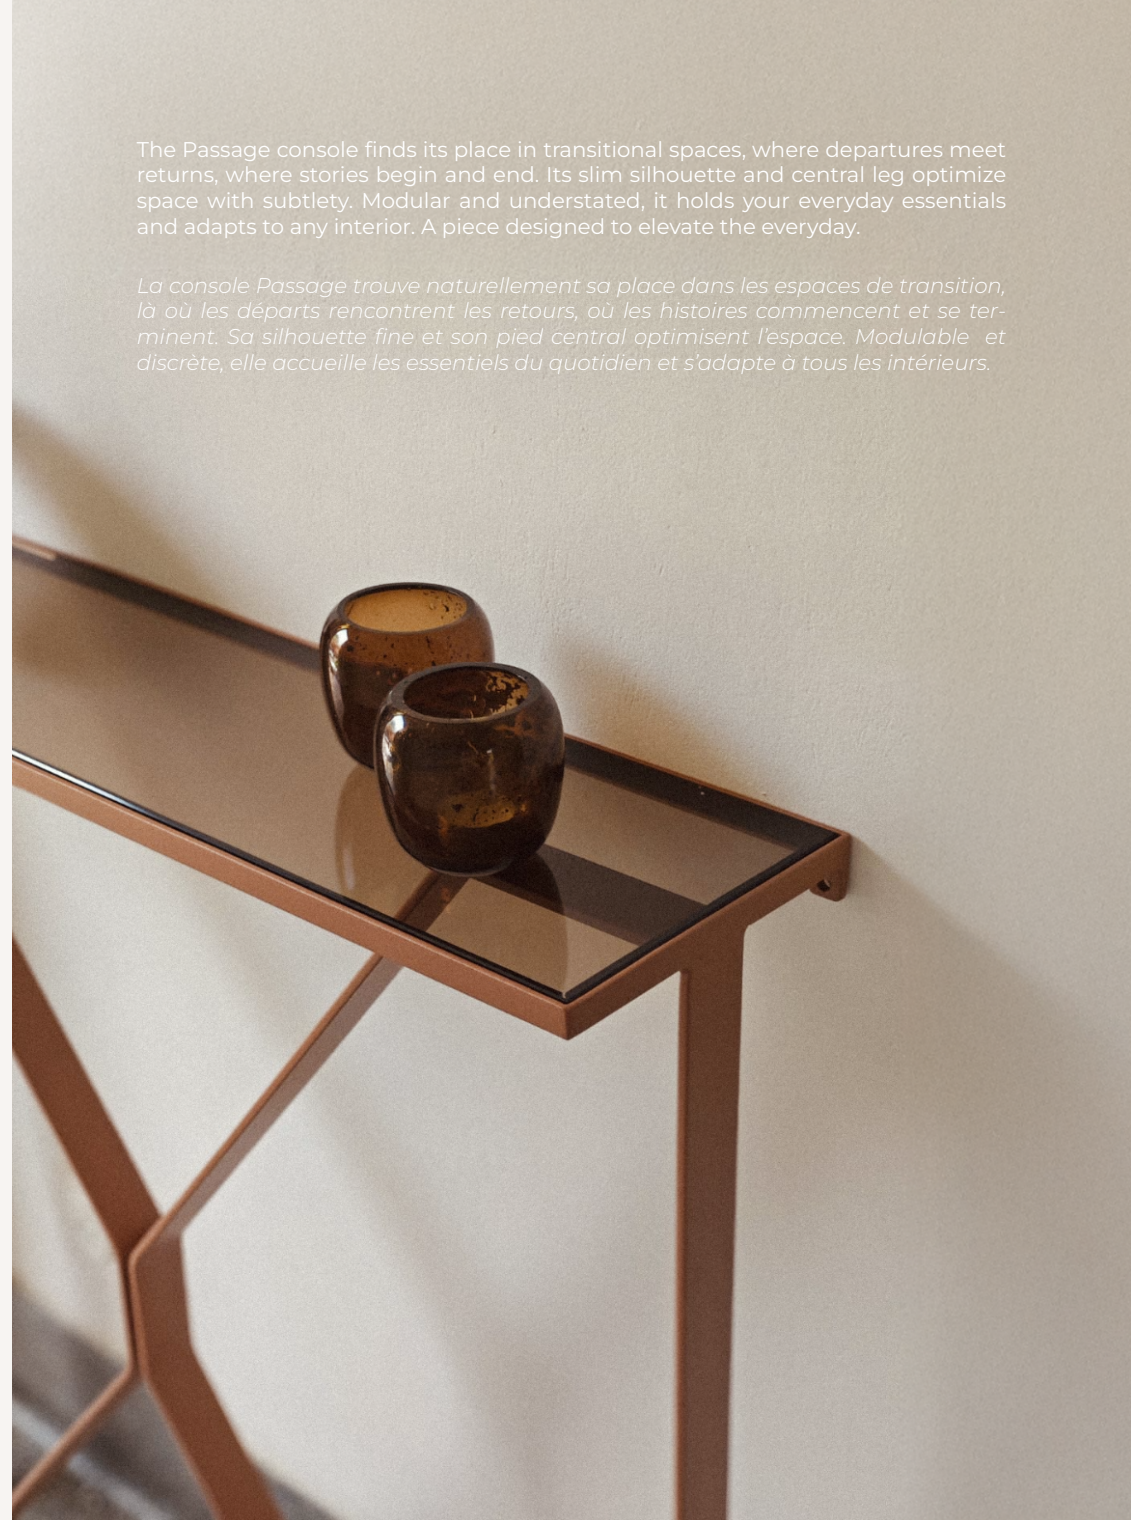 The Passage console finds its place in transitional spaces, where departures meet
returns, where stories begin and end. Its slim silhouette and central leg optimize
space with subtlety. Modular and understated, it holds your everyday essentials
and adapts to any interior. A piece designed to elevate the everyday.
La console Passage trouve naturellement sa place dans les espaces de transition,
là où les départs rencontrent les retours, où les histoires commencent et se ter-
minent. Sa silhouette fine et son pied central optimisent l’espace. Modulable  et
discrète, elle accueille les essentiels du quotidien et s’adapte à tous les intérieurs.